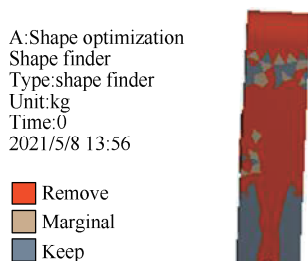 A:Shape optimization
Shape finder
Type:shape finder
Unit:kg
Time:0
2021/5/8 13:56
Remove
Marginal
Keep